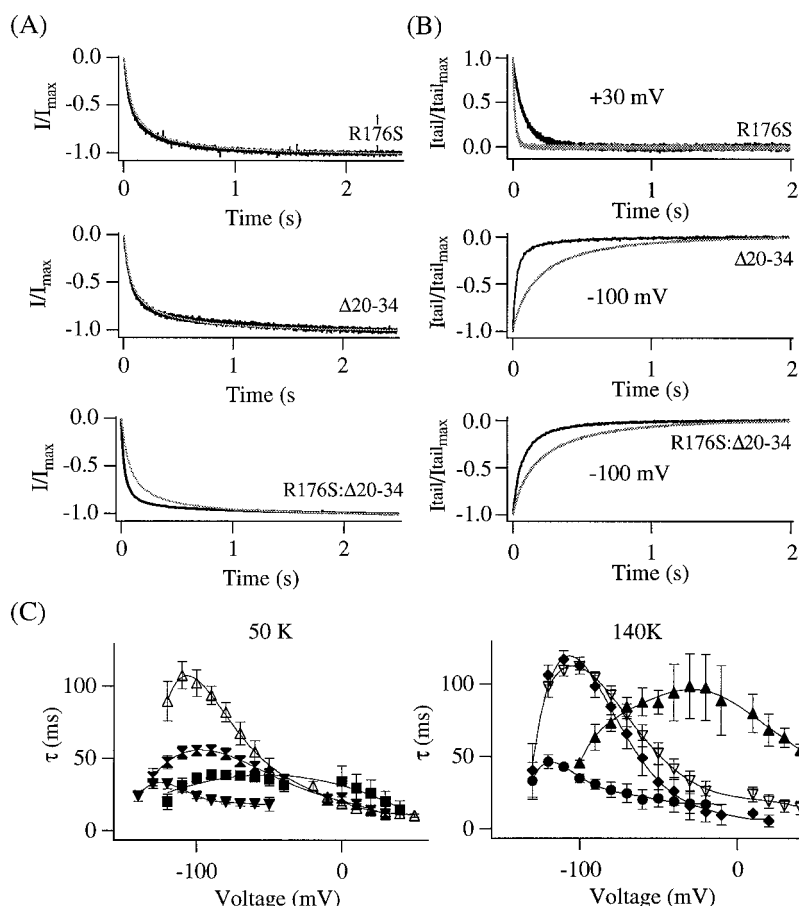 (A)
(B)
0.0
-0.5
-1.0
I/Imax
R176S
0
1
2
Time (s)
1.0
0.5
0.0
Itail/Itailmax
+30 mV
R176S
0
1
2
Time (s)
0.0
-0.5
-1.0
I/Imax
Δ20-34
0
1
2
Time (s
0.0
-0.5
-1.0
Itail/Itailmax
Δ20-34
-100 mV
0
1
2
Time (s)
0.0
-0.5
-1.0
I/Imax
R176S:Δ20-34
0
1
2
Time (s)
0.0
-0.5
-1.0
Itail/Itailmax
R176S:Δ20-34
-100 mV
0
1
2
Time (s)
(C)
50 K
100
50
0
τ (ms)
-100
0
Voltage (mV)
140K
100
50
0
τ (ms)
-100
0
Voltage (mV)